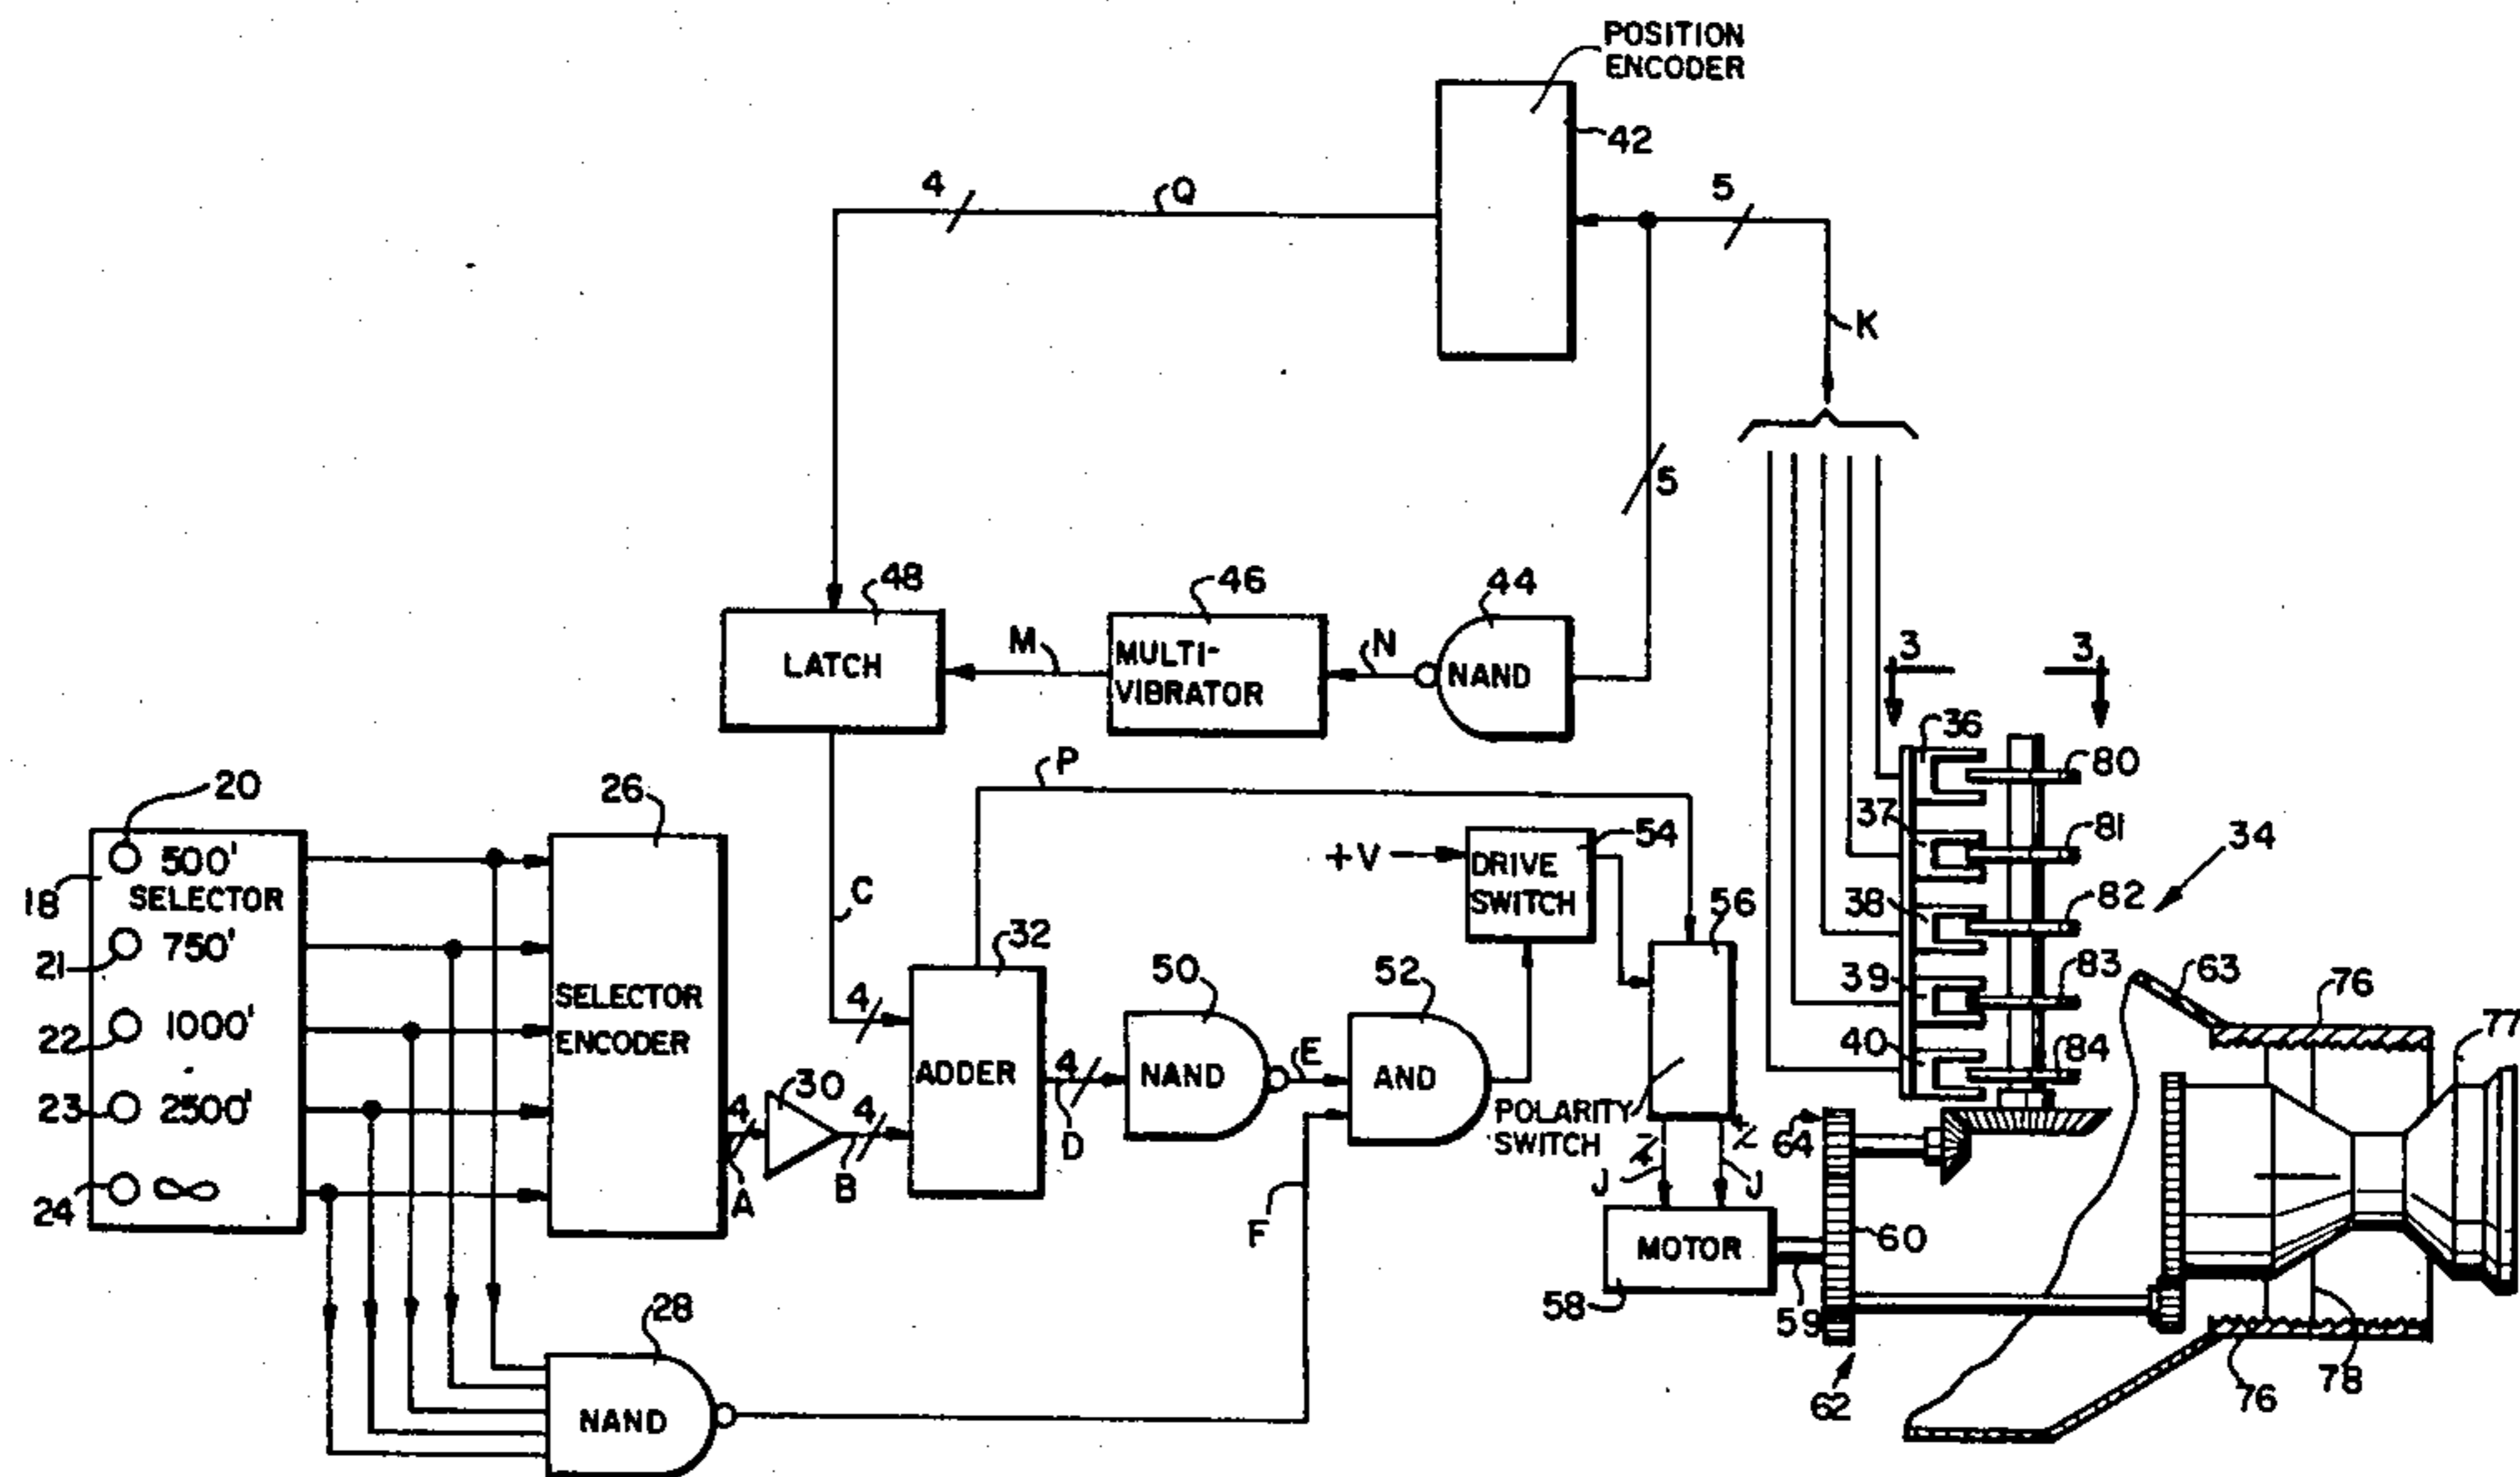 POSITION
ENCODER
42
4
Q
5
K
5
48
46
44
LATCH
M
MULTI-
VIBRATOR
N
NAND
3
3
36
80
37
81
34
38
82
39
83
40
84
P
20
26
18
500'
SELECTOR
21
750'
22
1000'
23
2500'
24
∞
SELECTOR
ENCODER
C
4
32
ADDER
4
A
30
4
B
4
D
50
NAND
E
52
AND
F
+V
54
DRIVE
SWITCH
56
POLARITY
SWITCH
J
J
MOTOR
58
59
60
62
64
63
76
77
76
78
28
NAND